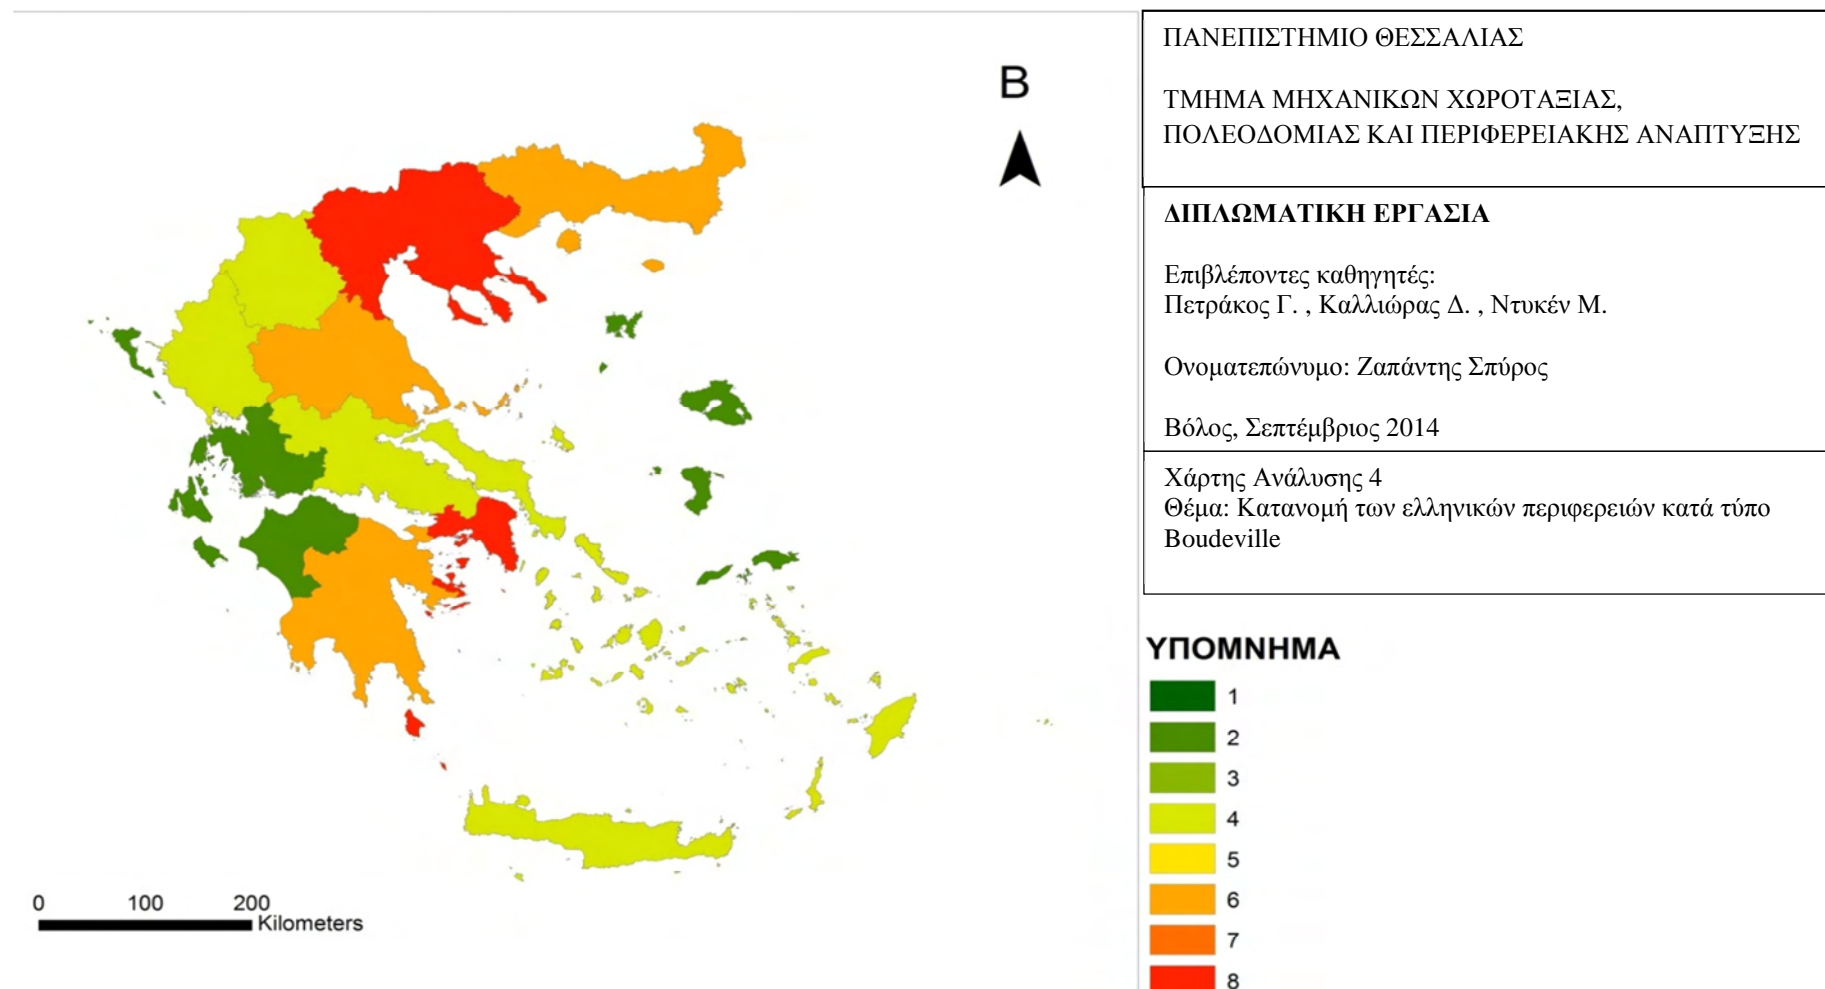 Β
ΠΑΝΕΠΙΣΤΗΜΙΟ ΘΕΣΣΑΛΙΑΣ
ΤΜΗΜΑ ΜΗΧΑΝΙΚΩΝ ΧΩΡΟΤΑΞΙΑΣ,
ΠΟΛΕΟΔΟΜΙΑΣ ΚΑΙ ΠΕΡΙΦΕΡΕΙΑΚΗΣ ΑΝΑΠΤΥΞΗΣ
ΔΙΠΛΩΜΑΤΙΚΗ ΕΡΓΑΣΙΑ
Επιβλέποντες καθηγητές:
Πετράκος Γ. , Καλλιώρας Δ. , Ντυκέν Μ.
Ονοματεπώνυμο: Ζαπάντης Σπύρος
Βόλος, Σεπτέμβριος 2014
Χάρτης Ανάλυσης 4
Θέμα: Κατανομή των ελληνικών περιφερειών κατά τύπο
Boudeville
ΥΠΟΜΝΗΜΑ
1
2
3
4
5
6
7
8
0 100 200
Kilometers